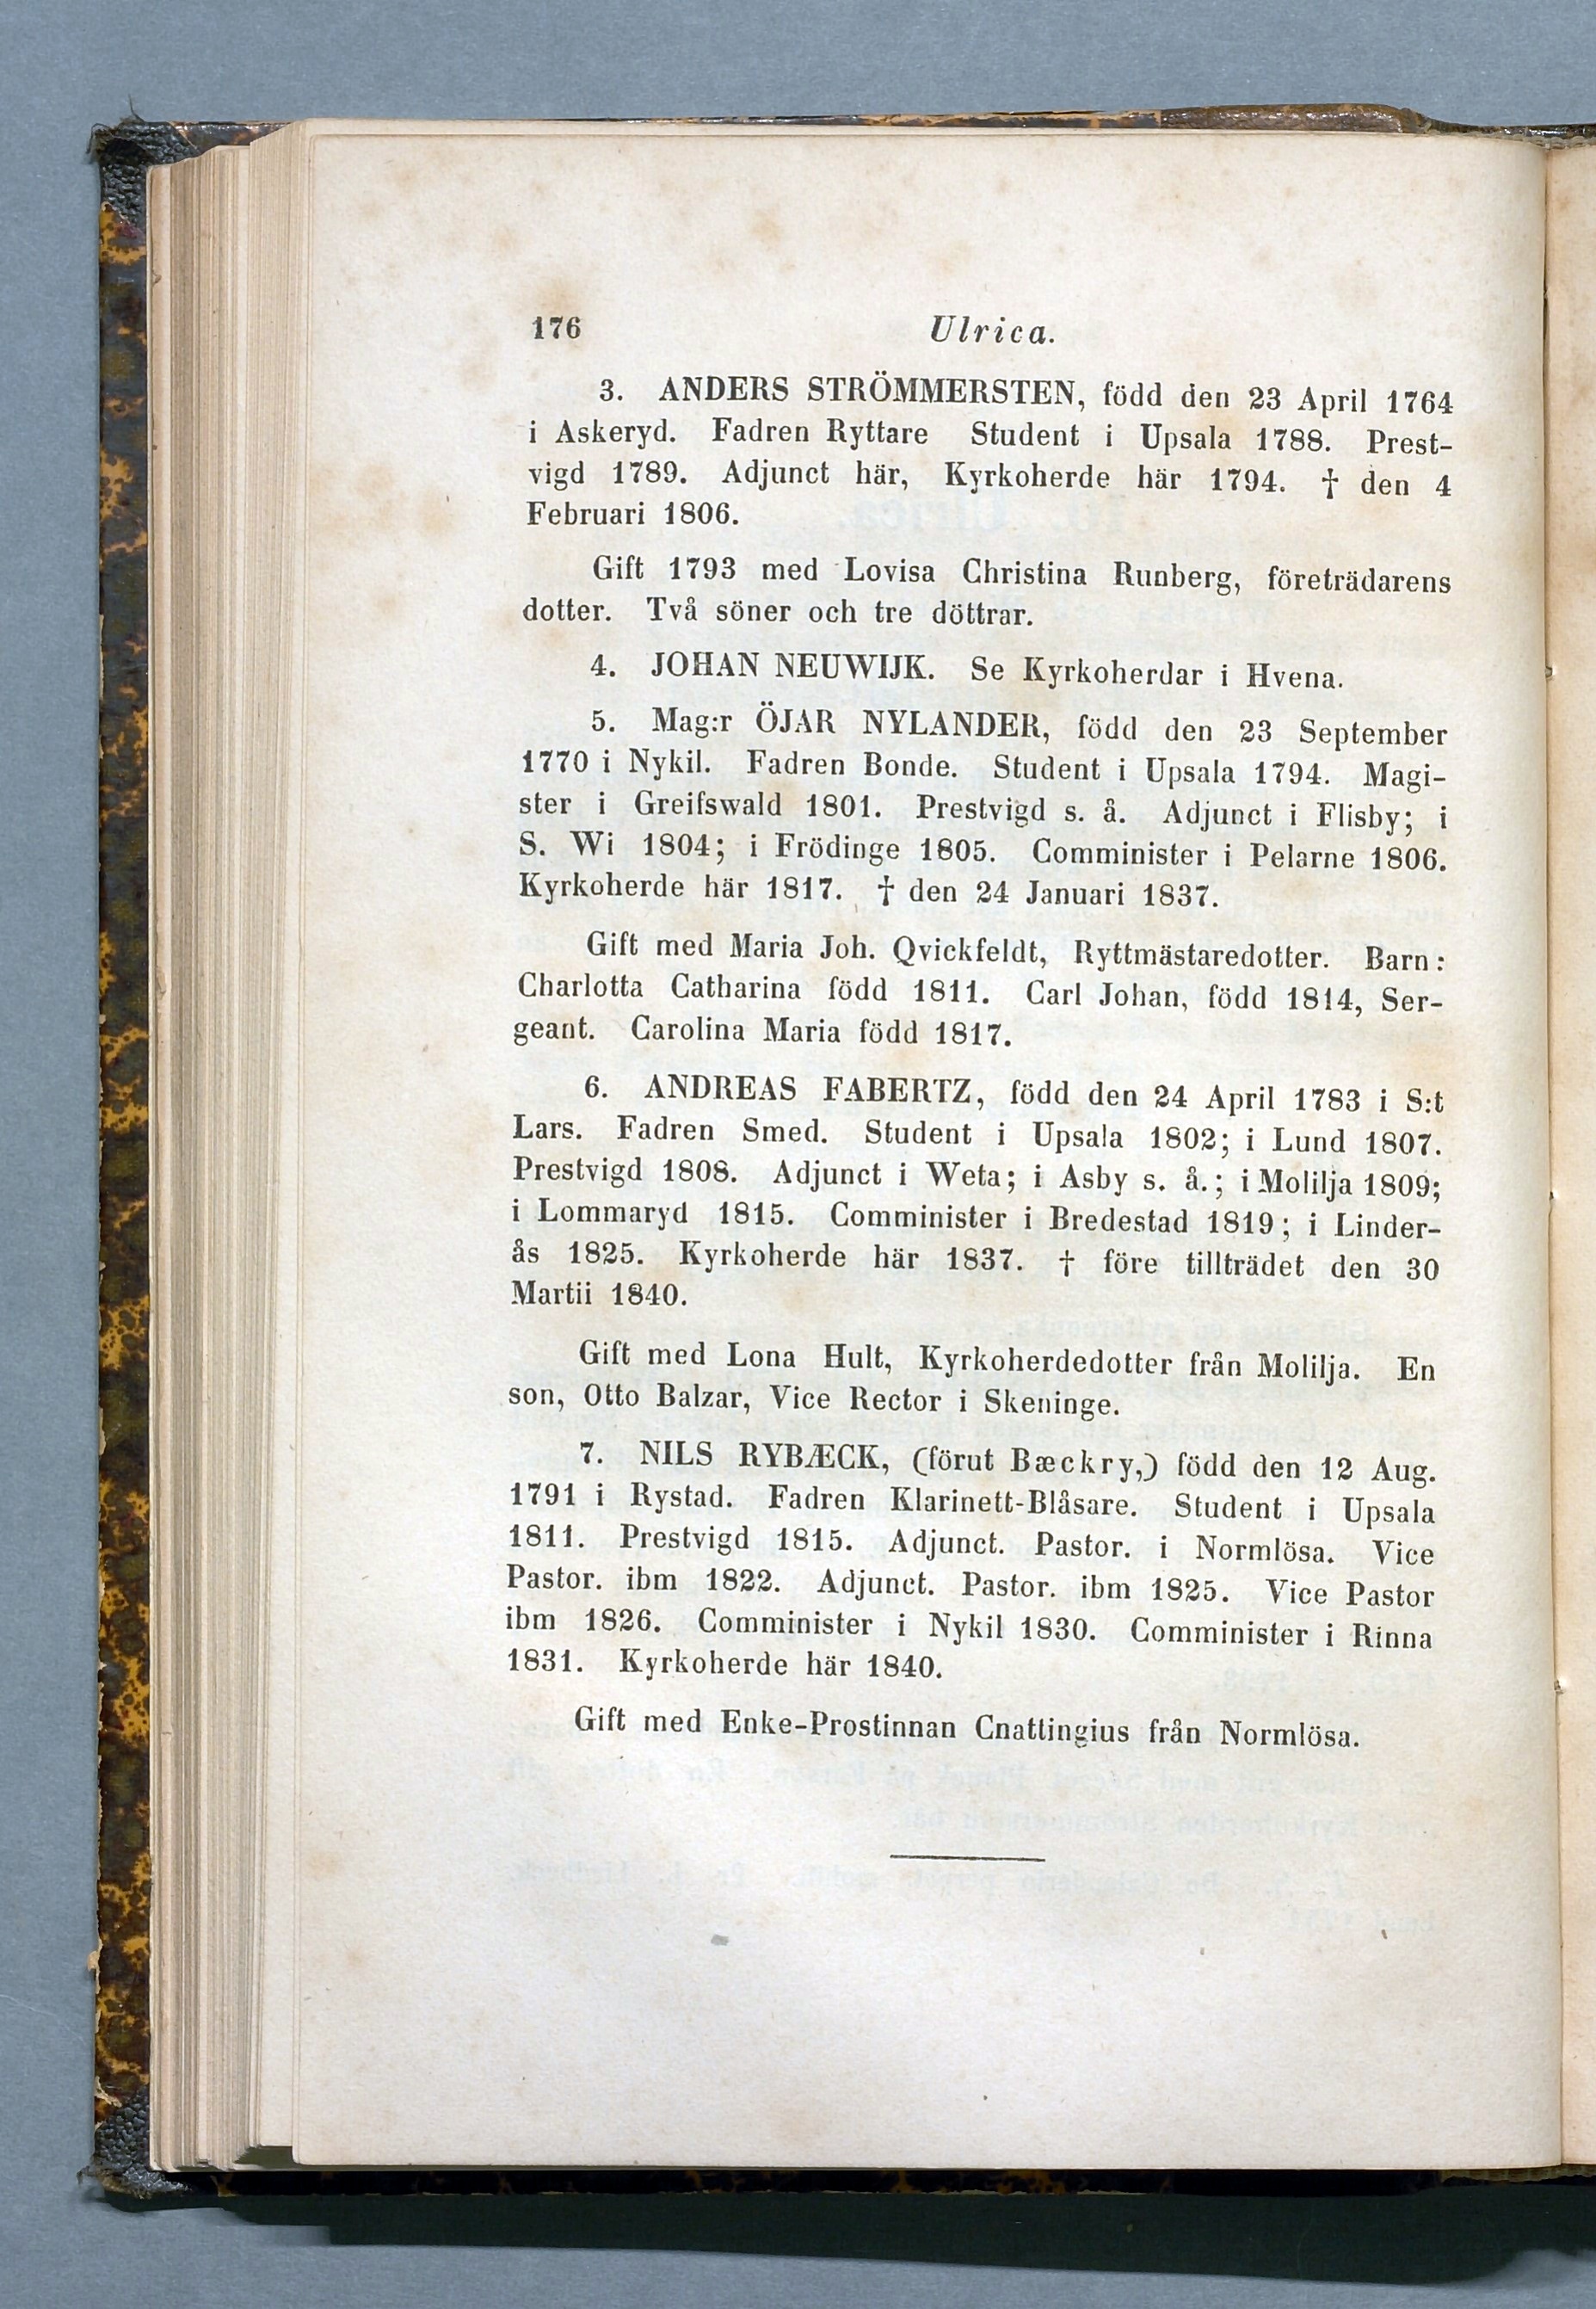 176 Ulrica.
3. ANDERS STRÖMMERSTEN, född den 23 April 1764
i Askeryd. Fadren Ryttare Student i Upsala 1788. Prest-
vigd 1789. Adjunct här, Kyrkoherde här 1794. † den 4
Februari 1806.
Gift 1793 med Lovisa Christina Runberg, företrädarens
dotter. Två söner och tre döttrar.
4. JOHAN NEUWIJK. Se Kyrkoherdar i Hvena.
5. Mag:r ÖJAR NYLANDER, född den 23 September
1770 i Nykil. Fadren Bonde. Student i Upsala 1794. Magi-
ster i Greifswald 1801. Prestvigd s. å. Adjunct i Flisby; i
S. Wi 1804; i Frödinge 1805. Comminister i Pelarne 1806.
Kyrkoherde här 1817. † den 24 Januari 1837.
Gift med Maria Joh. Qvickfeldt, Ryttmästaredotter. Barn:
Charlotta Catharina född 1811. Carl Johan, född 1814, Ser-
geant. Carolina Maria född 1817.
6. ANDREAS FABERTZ, född den 24 April 1783 i S:t
Lars. Fadren Smed. Student i Upsala 1802; i Lund 1807.
Prestvigd 1808. Adjunct i Weta; i Asby s. å.; i Molilja 1809;
i Lommaryd 1815. Comminister i Bredestad 1819; i Linder-
ås 1825. Kyrkoherde här 1837. † före tillträdet den 30
Martii 1840.
Gift med Lona Hult, Kyrkoherdedotter från Molilja. En
son, Otto Balzar, Vice Rector i Skeninge.
7. NILS RYBÆCK, (förut Bæckry,) född den 12 Aug.
1791 i Rystad. Fadren Klarinett-Blåsare. Student i Upsala
1811. Prestvigd 1815. Adjunct. Pastor. i Normlösa. Vice
Pastor. ibm 1822. Adjunct. Pastor. ibm 1825. Vice Pastor
ibm 1826. Comminister i Nykil 1830. Comminister i Rinna
1831. Kyrkoherde här 1840.
Gift med Enke-Prostinnan Cnattingius från Normlösa.